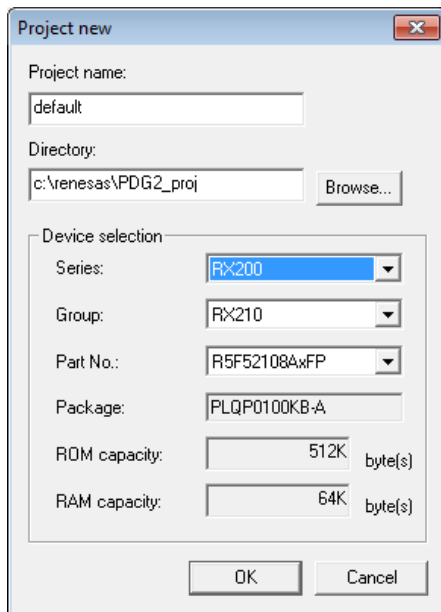 Project new
Project name:
default
Directory:
c:\renesas\PDG2_proj
Browse...
Device selection
Series:
RX200
Group:
RX210
Part No.:
R5F52108AxFP
Package:
PLQP0100KB-A
ROM capacity:
512K
byte(s)
RAM capacity:
64K
byte(s)
OK
Cancel